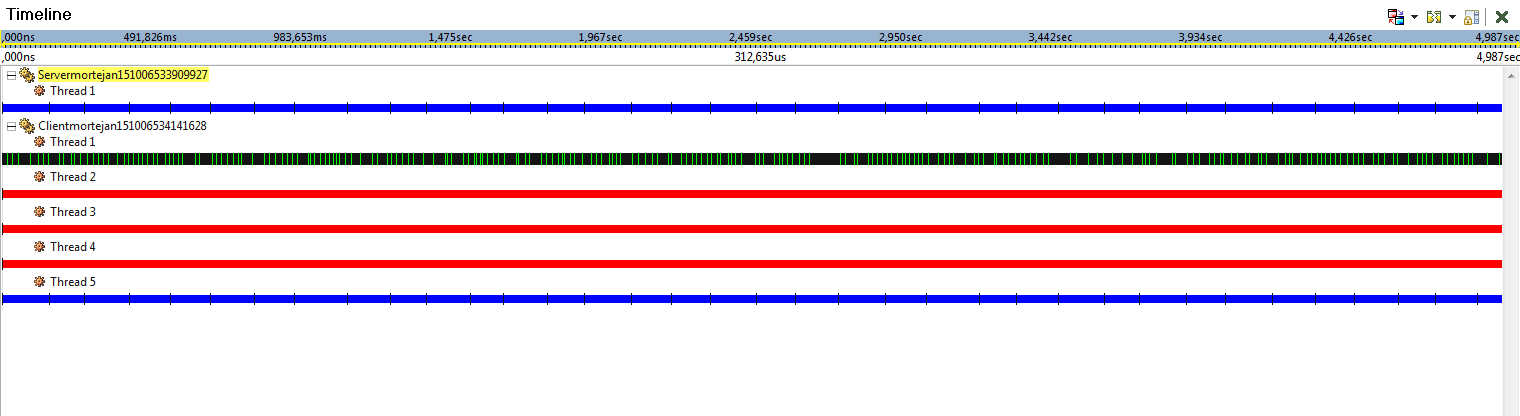 Timeline
,000ns 491,826ms 983,653ms 1,475sec 1,967sec 2,459sec 2,950sec 3,442sec 3,934sec 4,426sec 4,987sec
,000ns 312,635us 4,987sec
Servermortejan151006533909927
Thread 1
Clientmortejan151006534141628
Thread 1
Thread 2
Thread 3
Thread 4
Thread 5